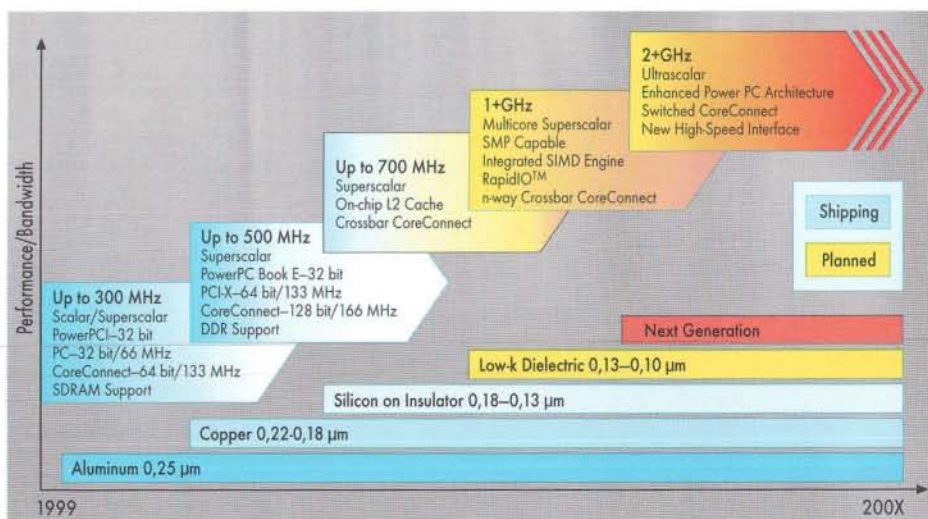 Performance/Bandwidth
Up to 300 MHz
Scalar/Superscalar
PowerPCI–32 bit
PC–32 bit/66 MHz
CoreConnect–64 bit/133 MHz
SDRAM Support
Up to 500 MHz
Superscalar
PowerPC Book E–32 bit
PCI-X–64 bit/133 MHz
CoreConnect–128 bit/166 MHz
DDR Support
Up to 700 MHz
Superscalar
On-chip L2 Cache
Crossbar CoreConnect
1+GHz
Multicore Superscalar
SMP Capable
Integrated SIMD Engine
RapidIO™
n-way Crossbar CoreConnect
2+GHz
Ultrascalar
Enhanced Power PC Architecture
Switched CoreConnect
New High-Speed Interface
Shipping
Planned
Next Generation
Low-k Dielectric 0,13–0,10 µm
Silicon on Insulator 0,18–0,13 µm
Copper 0,22-0,18 µm
Aluminum 0,25 µm
1999
200X